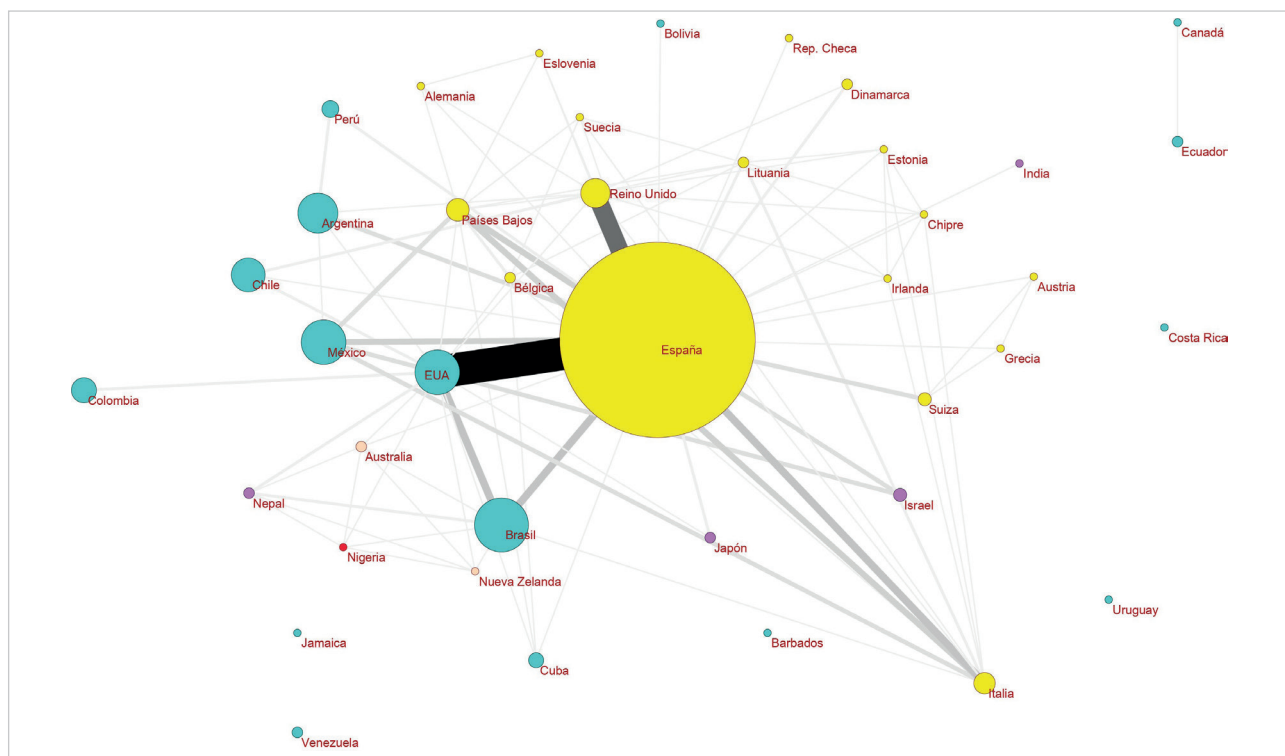 Bolivia
Canadá
Rep. Checa
Eslovenia
Dinamarca
Alemania
Perú
Suecia
Ecuador
Estonia
India
Lituania
Reino Unido
Argentina
Países Bajos
Chipre
Chile
Bélgica
Irlanda
Austria
Costa Rica
México
España
Grecia
EUA
Colombia
Suiza
Australia
Nepal
Israel
Brasil
Japón
Nigeria
Nueva Zelanda
Uruguay
Jamaica
Barbados
Cuba
Italia
Venezuela